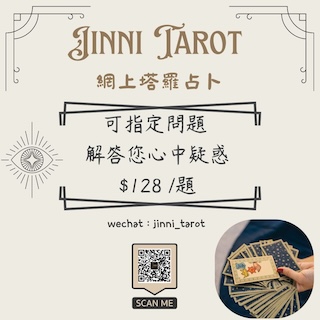 JINNI TAROT
網上塔羅占卜
可指定問題
解答您心中疑惑
$128 /題
wechat : jinni_tarot
SCAN ME